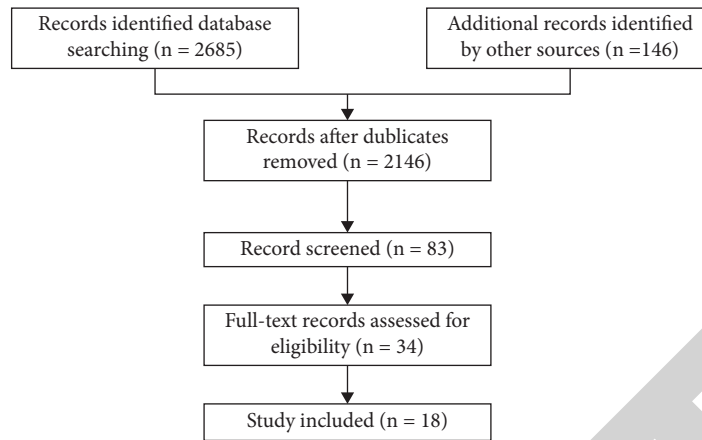 Records identified database
searching (n = 2685)
Additional records identified
by other sources (n =146)
Records after dublicates
removed (n = 2146)
Record screened (n = 83)
Full-text records assessed for
eligibility (n = 34)
Study included (n = 18)